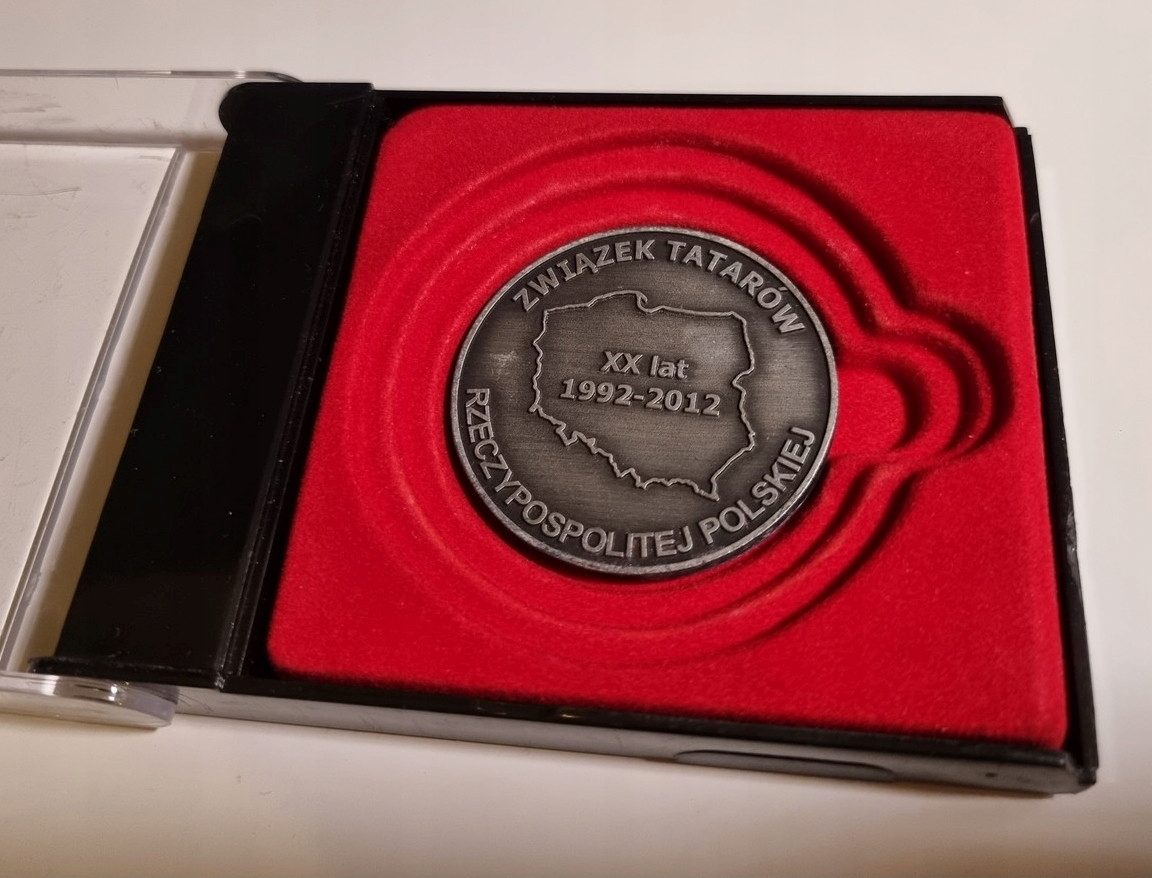 ZWIĄZEK TATARÓW
XX lat
1992-2012
RZECZYPOSPOLITEJ POLSKIEJ